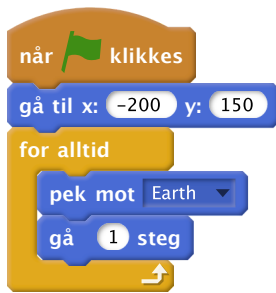 når klikkes
gå til x: -200 y: 150
for alltid
pek mot Earth
gå 1 steg